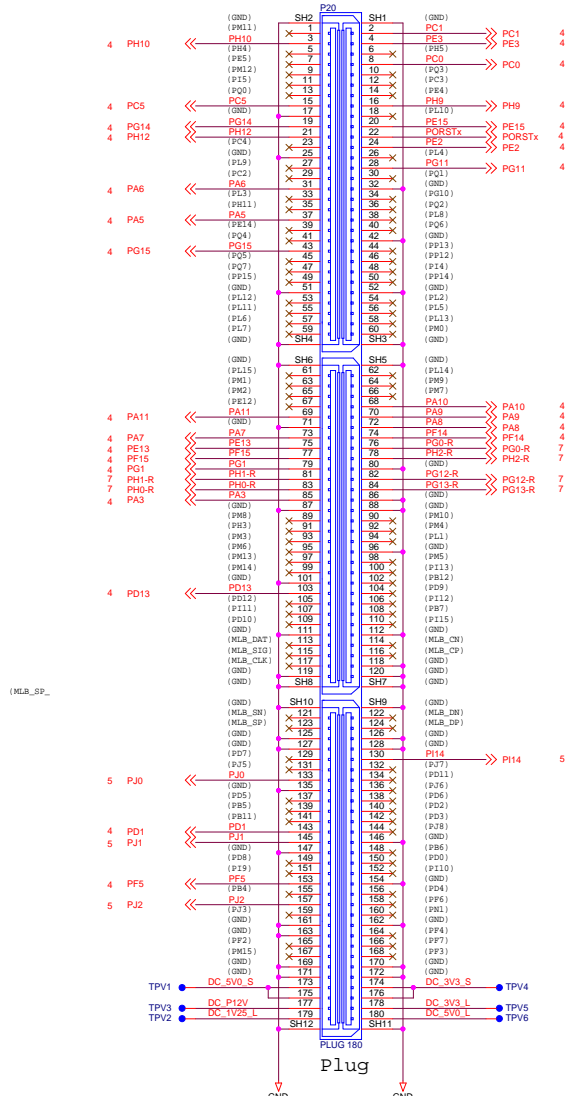 P20
(GND) SH2 SH1 (GND)
(PM11) 1 2 PC1 PC1 4
4 PH10 PH10 3 4 PE3 PE3 4
(PH4) 5 6 (PH5)
(PE5) 7 8 PC0 PC0 4
(PM12) 9 10 (PQ3)
(PI5) 11 12 (PC3)
(PQ0) 13 14 (PE4)
4 PC5 PC5 15 16 PH9 PH9 4
(GND) 17 18 (PL10)
4 PG14 PG14 19 20 PE15 PE15 4
4 PH12 PH12 21 22 PORSTx PORSTx 4
(PC4) 23 24 PE2 PE2 4
(GND) 25 26 (PL4)
(PL9) 27 28 PG11 PG11 4
(PC2) 29 30 (PQ1)
4 PA6 PA6 31 32 (GND)
(PL3) 33 34 (PG10)
(PH11) 35 36 (PQ2)
4 PA5 PA5 37 38 (PL8)
(PE14) 39 40 (PQ6)
(PQ4) 41 42 (GND)
4 PG15 PG15 43 44 (PP13)
(PQ5) 45 46 (PP12)
(PQ7) 47 48 (PI4)
(PP15) 49 50 (PP14)
(GND) 51 52 (GND)
(PL12) 53 54 (PL2)
(PL11) 55 56 (PL5)
(PL6) 57 58 (PL13)
(PL7) 59 60 (PM0)
(GND) SH4 SH3 (GND)
(GND) SH6 SH5 (GND)
(PL15) 61 62 (PL14)
(PM1) 63 64 (PM9)
(PM2) 65 66 (PM7)
(PE12) 67 68 PA10 PA10 4
4 PA11 PA11 69 70 PA9 PA9 4
(GND) 71 72 PA8 PA8 4
4 PA7 PA7 73 74 PF14 PF14 4
4 PE13 PE13 75 76 PG0-R PG0-R 7
4 PF15 PF15 77 78 PH2-R PH2-R 7
4 PG1 PG1 79 80 (GND)
7 PH1-R PH1-R 81 82 PG12-R PG12-R 7
7 PH0-R PH0-R 83 84 PG13-R PG13-R 7
4 PA3 PA3 85 86 (GND)
(GND) 87 88 (GND)
(PM8) 89 90 (PM10)
(PH3) 91 92 (PM4)
(PM3) 93 94 (PL1)
(PM6) 95 96 (GND)
(PM13) 97 98 (PM5)
(PM14) 99 100 (PI13)
(GND) 101 102 (PB12)
4 PD13 PD13 103 104 (PD9)
(PD12) 105 106 (PI12)
(PI11) 107 108 (PB7)
(PD10) 109 110 (PI15)
(GND) 111 112 (GND)
(MLB_DAT) 113 114 (MLB_CN)
(MLB_SIG) 115 116 (MLB_CP)
(MLB_CLK) 117 118 (GND)
(GND) 119 120 (GND)
(GND) SH8 SH7 (GND)
(MLB_SP_
(GND) SH10 SH9 (GND)
(MLB_SN) 121 122 (MLB_DN)
(MLB_SP) 123 124 (MLB_DP)
(GND) 125 126 (GND)
(GND) 127 128 (GND)
(PD7) 129 130 PI14 PI14 5
(PJ5) 131 132 (PJ7)
5 PJ0 PJ0 133 134 (PD11)
(GND) 135 136 (PJ6)
(PD5) 137 138 (PD6)
(PB5) 139 140 (PD2)
(PB11) 141 142 (PD3)
4 PD1 PD1 143 144 (PJ8)
5 PJ1 PJ1 145 146 (GND)
(GND) 147 148 (PB6)
(PD8) 149 150 (PD0)
(PI9) 151 152 (PI10)
4 PF5 PF5 153 154 (GND)
(PB4) 155 156 (PD4)
5 PJ2 PJ2 157 158 (PF6)
(PJ3) 159 160 (PN1)
(GND) 161 162 (GND)
(GND) 163 164 (PF4)
(PF2) 165 166 (PF7)
(PM15) 167 168 (PF3)
(GND) 169 170 (GND)
(GND) 171 172 (GND)
TPV1 DC_5V0_S 173 174 DC_3V3_S TPV4
175 176
TPV3 DC_P12V 177 178 DC_3V3_L TPV5
TPV2 DC_1V25_L 179 180 DC_5V0_L TPV6
(GND) SH12 SH11 (GND)
PLUG 180
Plug
GND GND